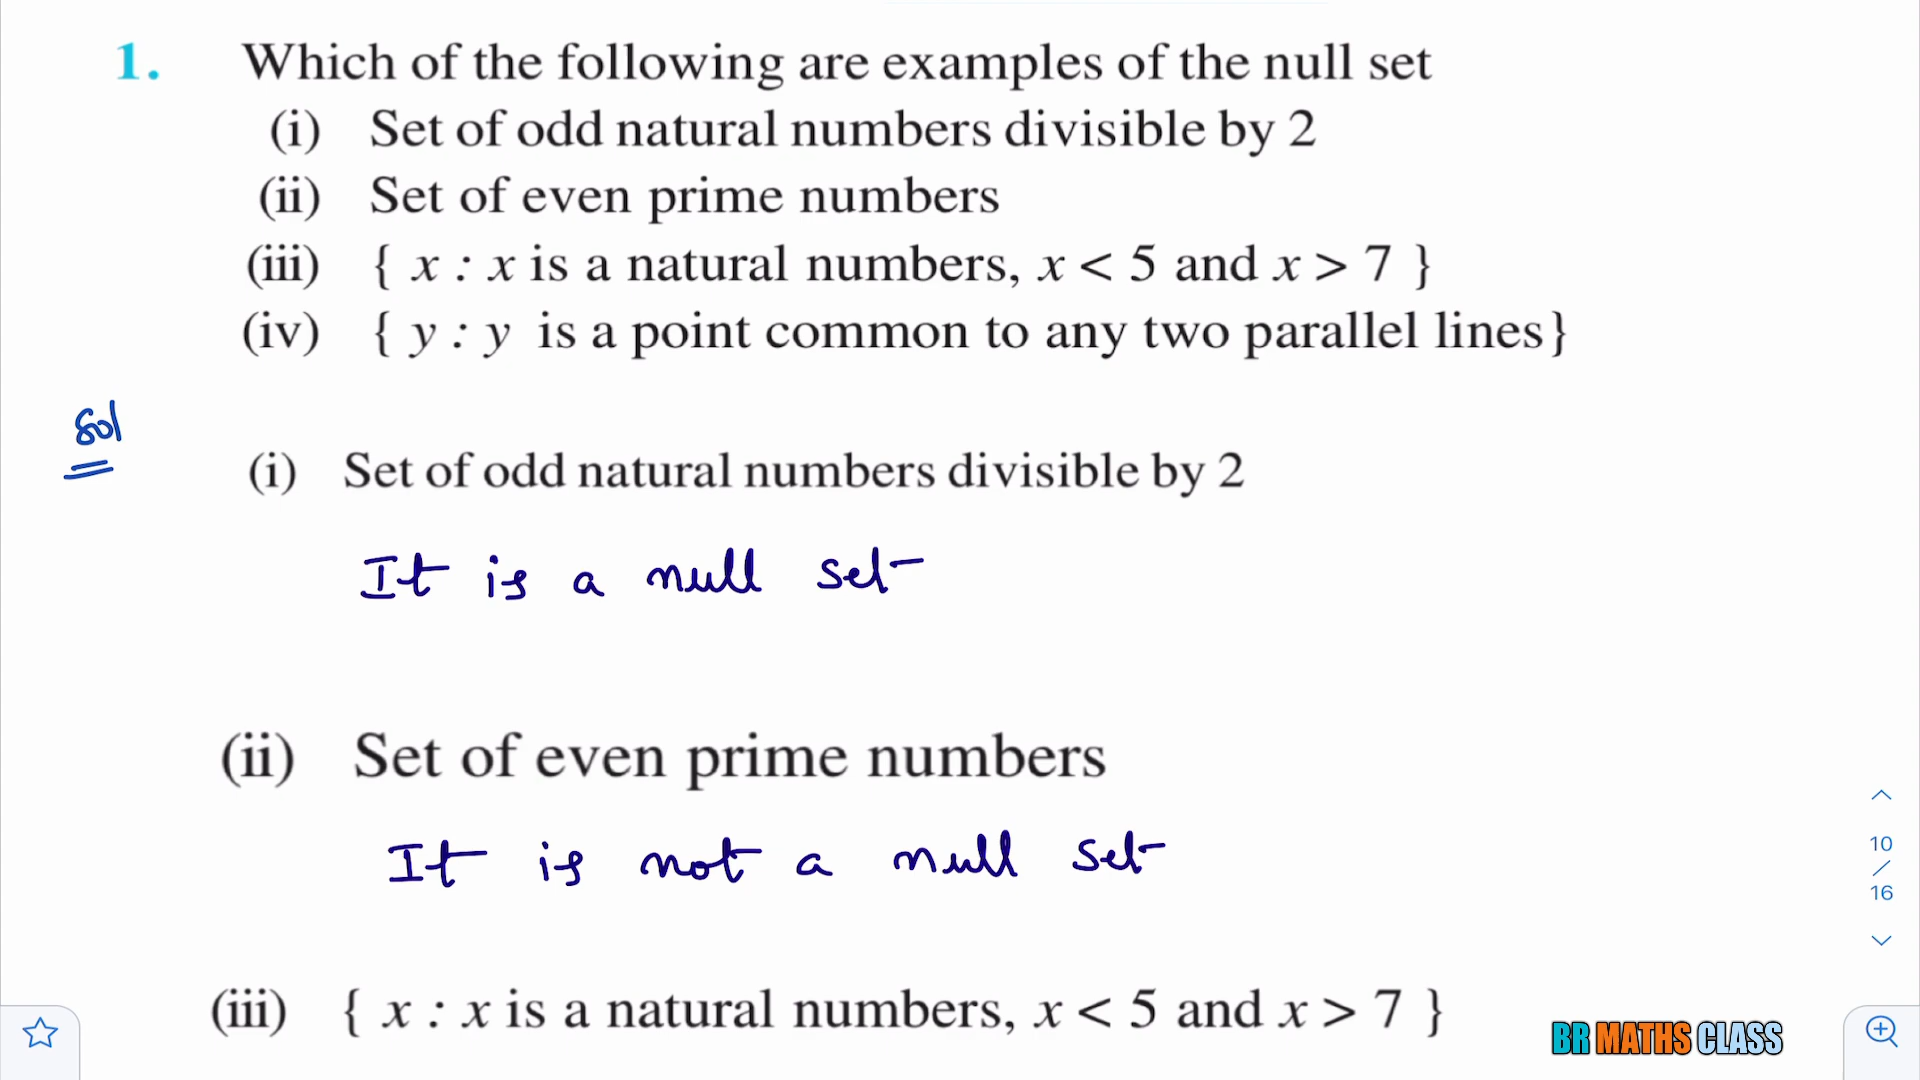 1. Which of the following are examples of the null set
(i) Set of odd natural numbers divisible by 2
(ii) Set of even prime numbers
(iii) { x : x is a natural numbers, x < 5 and x > 7 }
(iv) { y : y is a point common to any two parallel lines}
Sol
(i) Set of odd natural numbers divisible by 2
It is a null set
(ii) Set of even prime numbers
It is not a null set
(iii) { x : x is a natural numbers, x < 5 and x > 7 }
10
/
16
BR MATHS CLASS